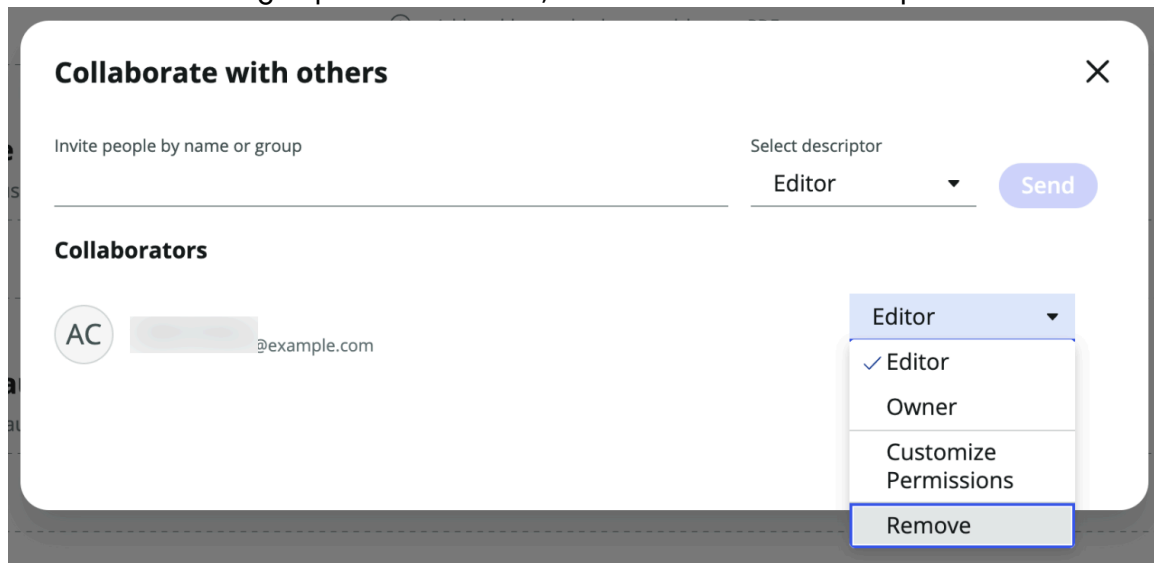 Collaborate with others
Invite people by name or group
Select descriptor
Editor
Send
Collaborators
AC
@example.com
Editor
Editor
Owner
Customize
Permissions
Remove